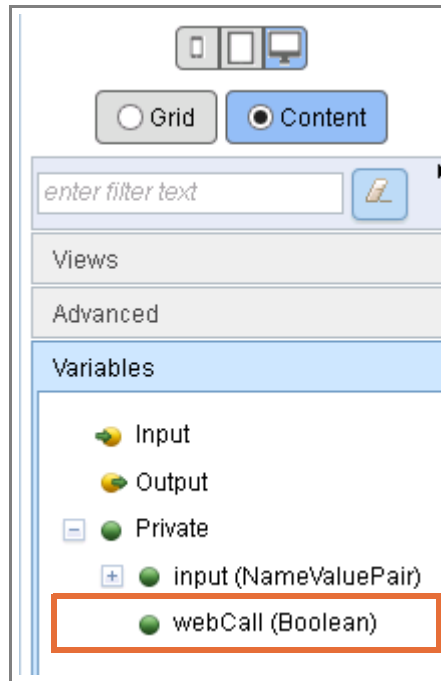 Grid Content
enter filter text
Views
Advanced
Variables
Input
Output
Private
input (NameValuePair)
webCall (Boolean)